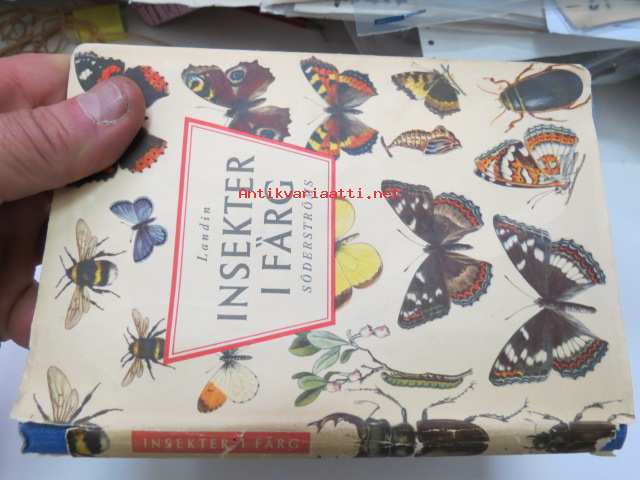 Landin
INSEKTER
I FÄRG
SÖDERSTRÖMS
Antikvariaatti.net
INSEKTER I FÄRG